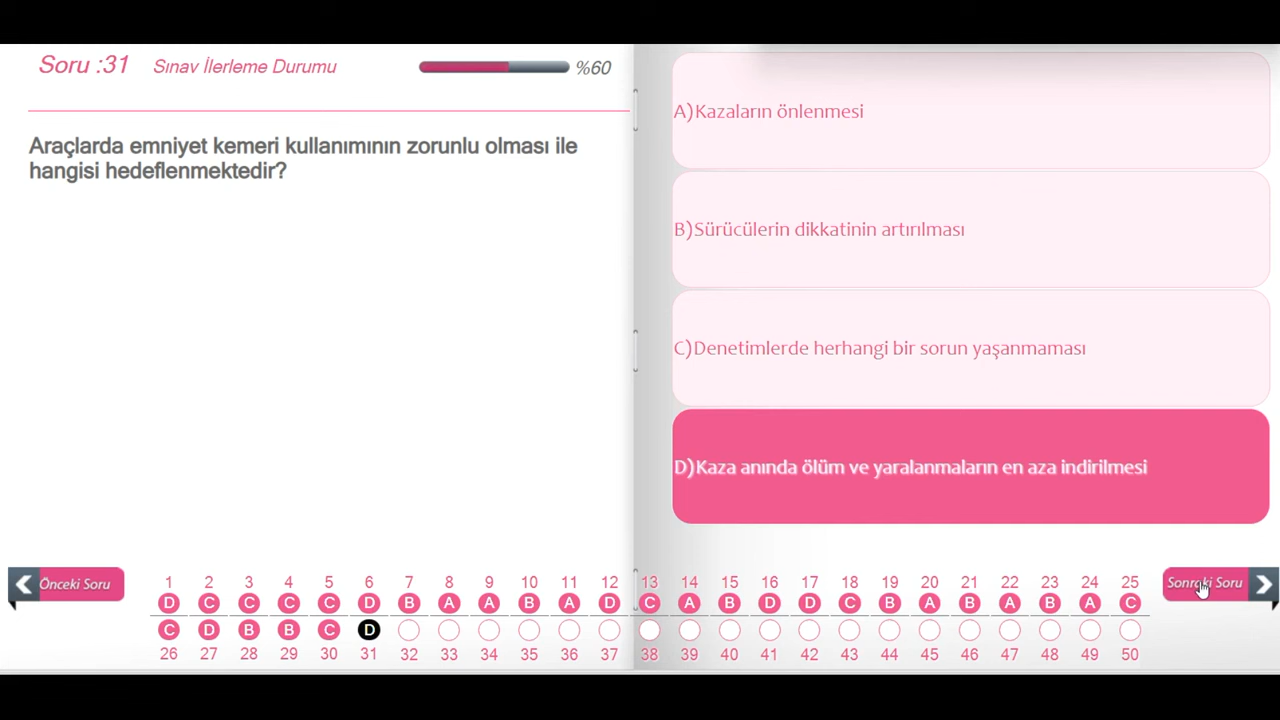 Soru :31 Sınav İlerleme Durumu %60
Araçlarda emniyet kemeri kullanımının zorunlu olması ile
hangisi hedeflenmektedir?
A)Kazaların önlenmesi
B)Sürücülerin dikkatinin artırılması
C)Denetimlerde herhangi bir sorun yaşanmaması
D)Kaza anında ölüm ve yaralanmaların en aza indirilmesi
Önceki Soru
1 2 3 4 5 6 7 8 9 10 11 12 13 14 15 16 17 18 19 20 21 22 23 24 25
D C C C C D B A A B A D C A B D D C B A B A B A C
C D B B C D
26 27 28 29 30 31 32 33 34 35 36 37 38 39 40 41 42 43 44 45 46 47 48 49 50
Sonraki Soru